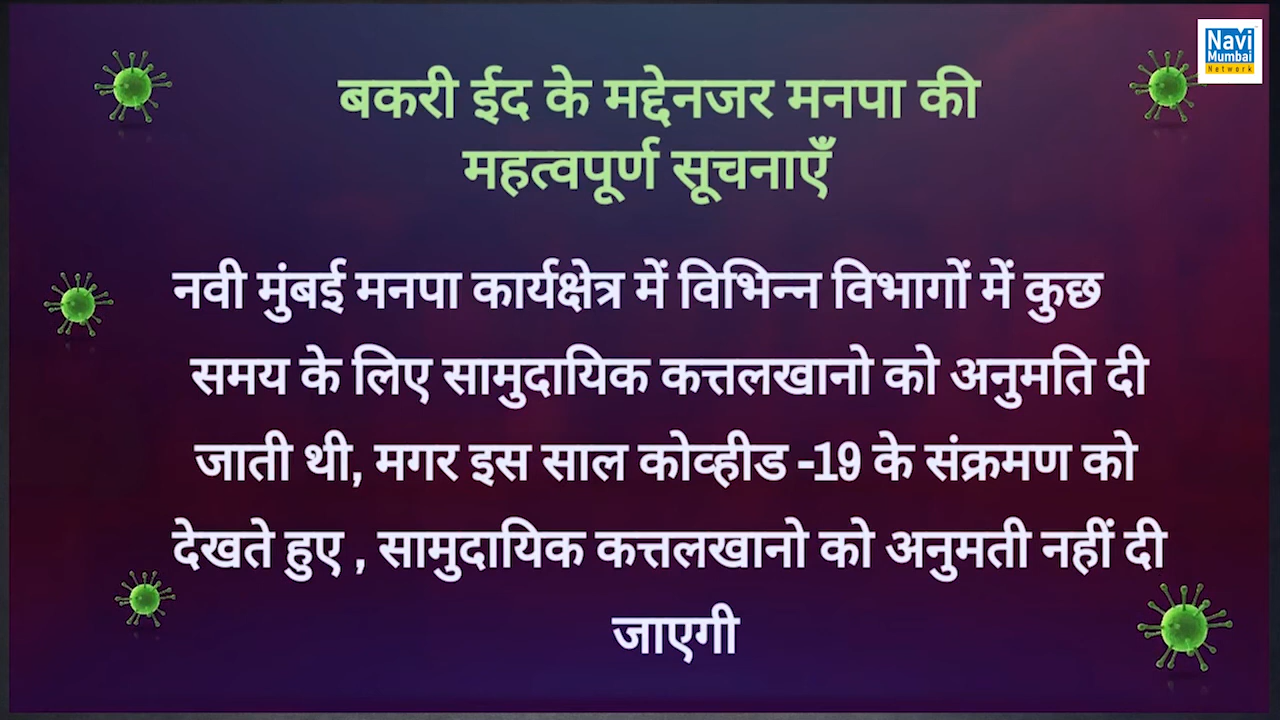 Navi
Mumbai
Network
बकरी ईद के मद्देनजर मनपा की
महत्वपूर्ण सूचनाएँ
नवी मुंबई मनपा कार्यक्षेत्र में विभिन्न विभागों में कुछ
समय के लिए सामुदायिक कत्तलखानो को अनुमति दी
जाती थी, मगर इस साल कोव्हीड -19 के संक्रमण को
देखते हुए , सामुदायिक कत्तलखानो को अनुमती नहीं दी
जाएगी